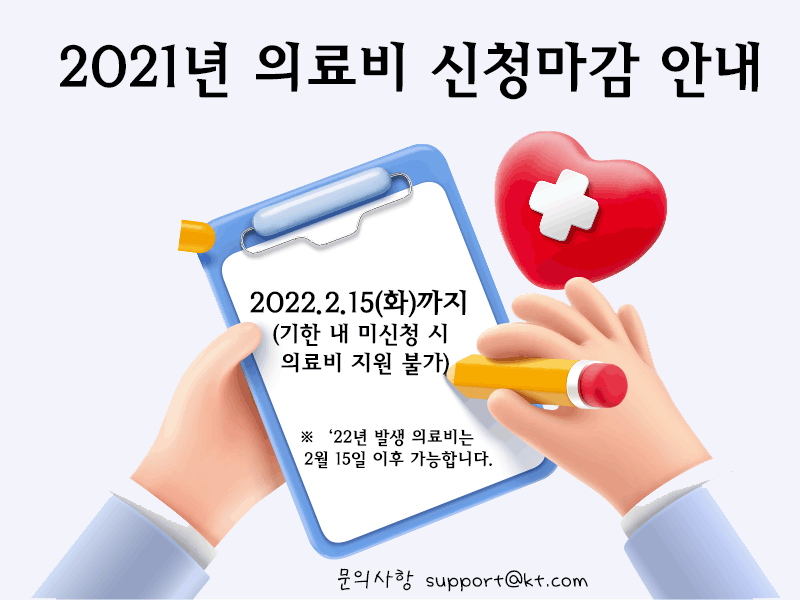 2021년 의료비 신청마감 안내
2022.2.15(화)까지
(기한 내 미신청 시
의료비 지원 불가)
※ ‘22년 발생 의료비는
2월 15일 이후 가능합니다.
문의사항 support@kt.com